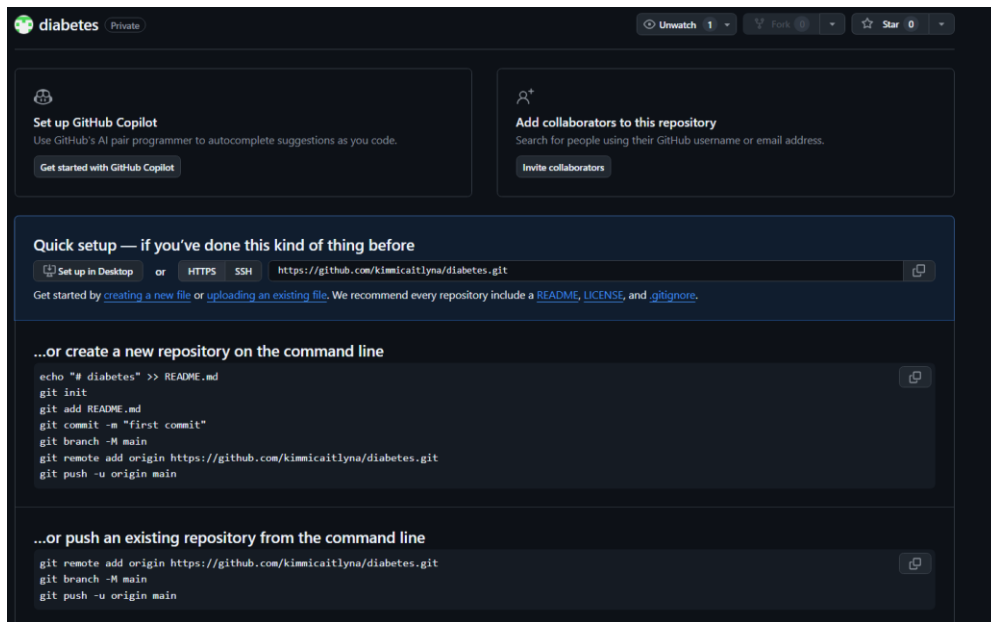 diabetes Private
Unwatch 1
Fork 0
Star 0
Set up GitHub Copilot
Use GitHub's AI pair programmer to autocomplete suggestions as you code.
Get started with GitHub Copilot
Add collaborators to this repository
Search for people using their GitHub username or email address.
Invite collaborators
Quick setup — if you've done this kind of thing before
Set up in Desktop or HTTPS SSH https://github.com/kimmicaitlyna/diabetes.git
Get started by creating a new file or uploading an existing file. We recommend every repository include a README, LICENSE, and .gitignore.
...or create a new repository on the command line
echo "# diabetes" >> README.md
git init
git add README.md
git commit -m "first commit"
git branch -M main
git remote add origin https://github.com/kimmicaitlyna/diabetes.git
git push -u origin main
...or push an existing repository from the command line
git remote add origin https://github.com/kimmicaitlyna/diabetes.git
git branch -M main
git push -u origin main